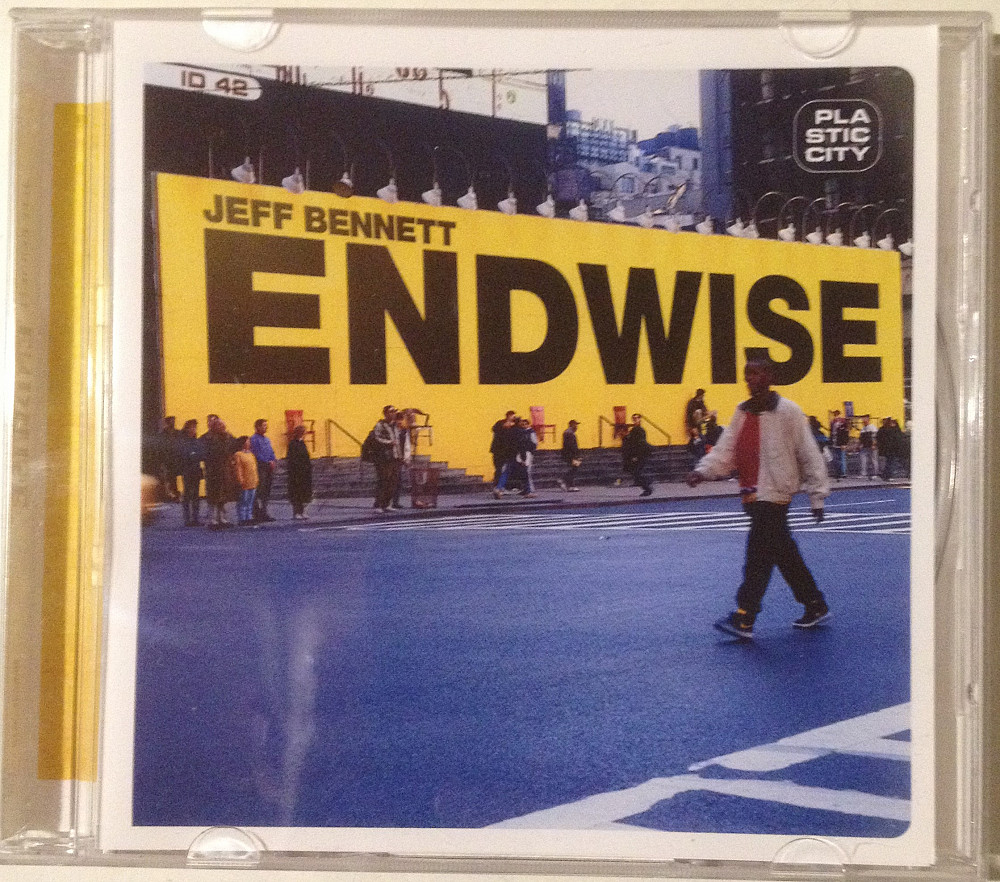 ID 42
PLA
STIC
CITY
JEFF BENNETT
ENDWISE